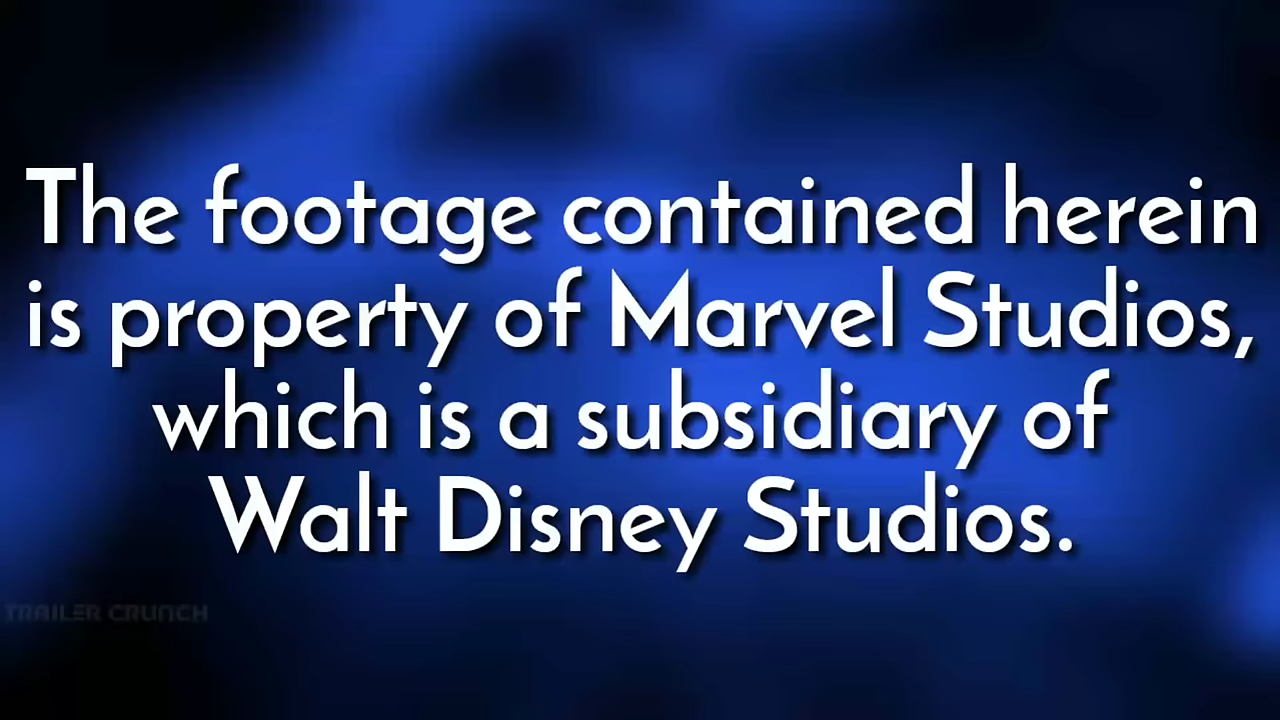 The footage contained herein
is property of Marvel Studios,
which is a subsidiary of
Walt Disney Studios.
TRAILER CRUNCH